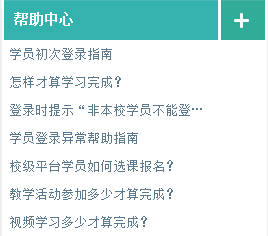 帮助中心 +
学员初次登录指南
怎样才算学习完成？
登录时提示“非本校学员不能登…
学员登录异常帮助指南
校级平台学员如何选课报名？
教学活动参加多少才算完成？
视频学习多少才算完成？